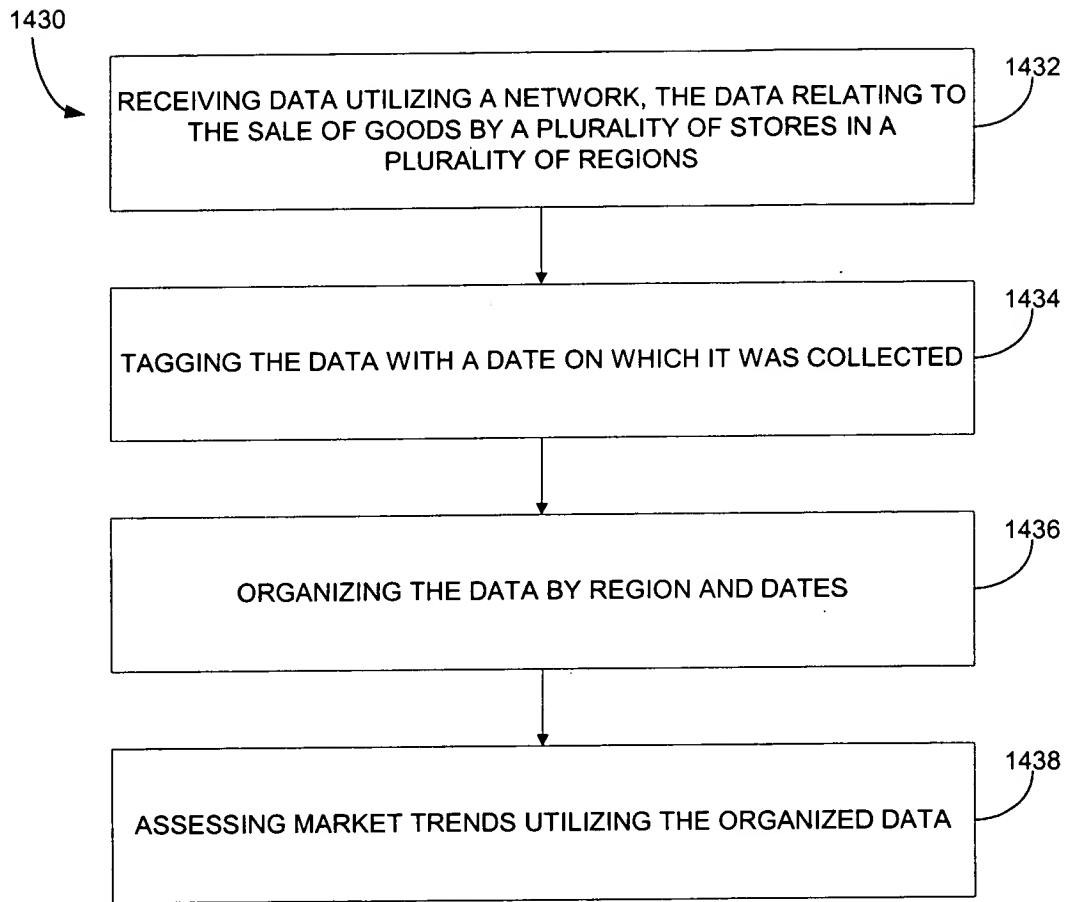 1430
1432
RECEIVING DATA UTILIZING A NETWORK, THE DATA RELATING TO
THE SALE OF GOODS BY A PLURALITY OF STORES IN A
PLURALITY OF REGIONS
1434
TAGGING THE DATA WITH A DATE ON WHICH IT WAS COLLECTED
1436
ORGANIZING THE DATA BY REGION AND DATES
1438
ASSESSING MARKET TRENDS UTILIZING THE ORGANIZED DATA